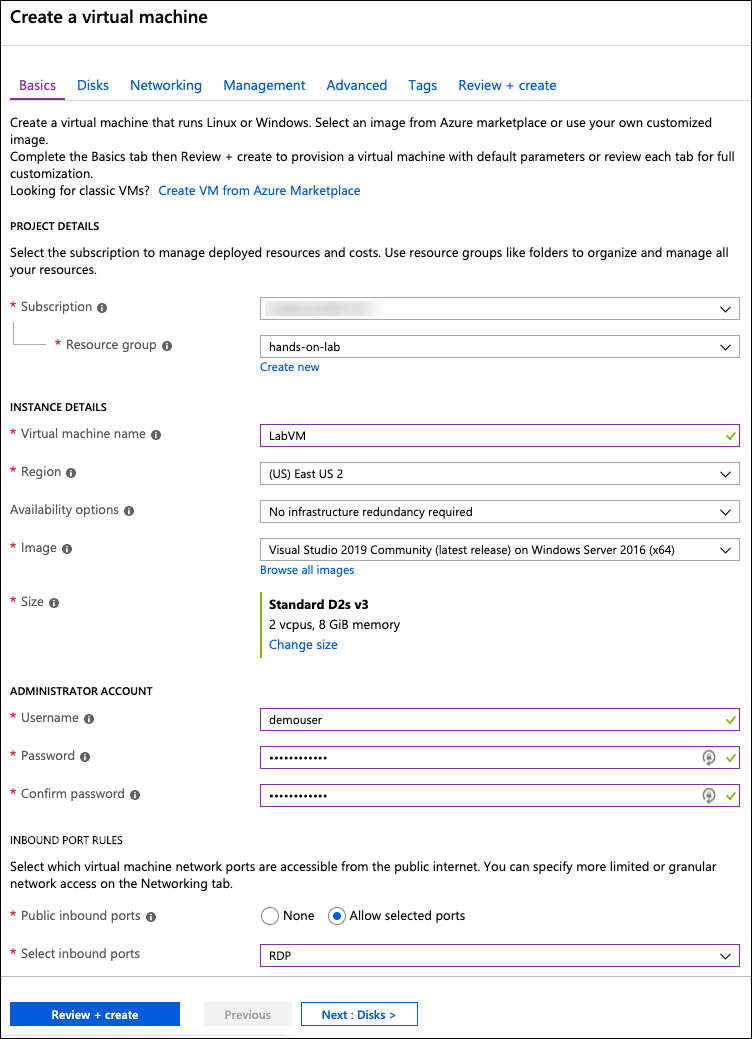 Create a virtual machine
Basics Disks Networking Management Advanced Tags Review + create
Create a virtual machine that runs Linux or Windows. Select an image from Azure marketplace or use your own customized
image.
Complete the Basics tab then Review + create to provision a virtual machine with default parameters or review each tab for full
customization.
Looking for classic VMs? Create VM from Azure Marketplace
PROJECT DETAILS
Select the subscription to manage deployed resources and costs. Use resource groups like folders to organize and manage all
your resources.
* Subscription
* Resource group hands-on-lab
Create new
INSTANCE DETAILS
* Virtual machine name LabVM
* Region (US) East US 2
Availability options No infrastructure redundancy required
* Image Visual Studio 2019 Community (latest release) on Windows Server 2016 (x64)
Browse all images
* Size Standard D2s v3
2 vcpus, 8 GiB memory
Change size
ADMINISTRATOR ACCOUNT
* Username demouser
* Password ••••••••••••
* Confirm password ••••••••••••
INBOUND PORT RULES
Select which virtual machine network ports are accessible from the public internet. You can specify more limited or granular
network access on the Networking tab.
* Public inbound ports None Allow selected ports
* Select inbound ports RDP
Review + create Previous Next : Disks >